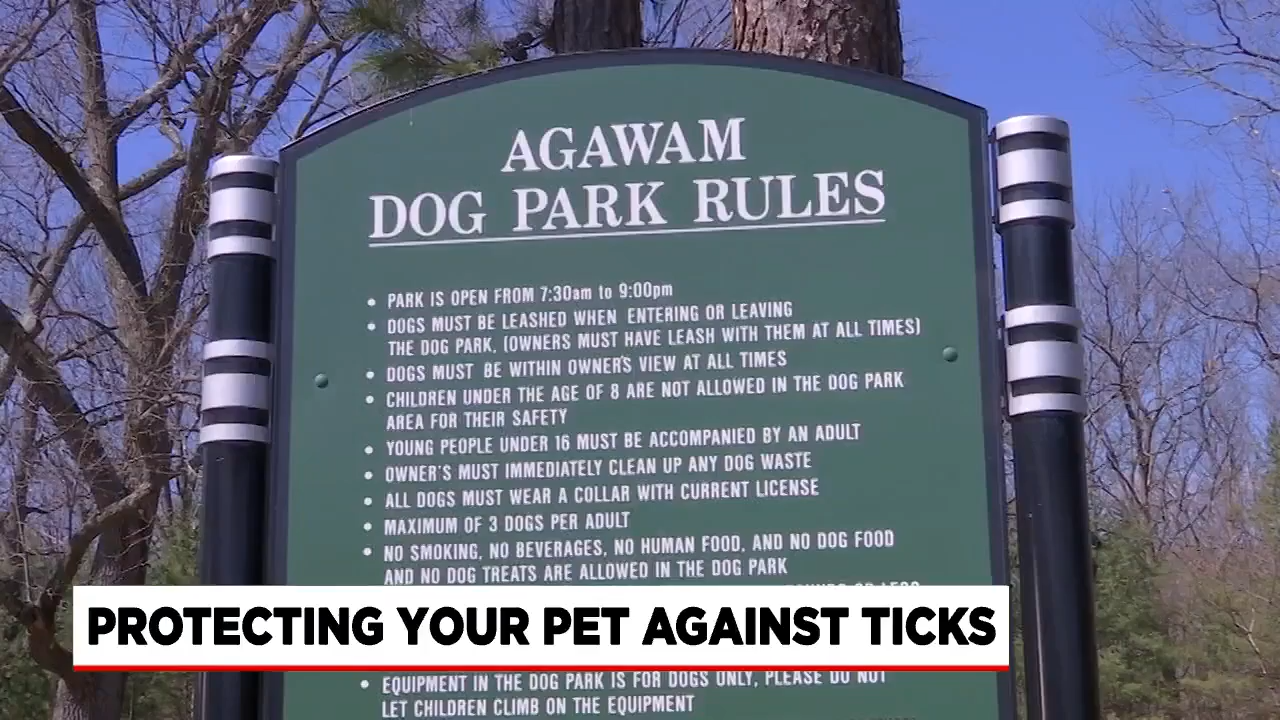 AGAWAM
DOG PARK RULES
• PARK IS OPEN FROM 7:30am to 9:00pm
• DOGS MUST BE LEASHED WHEN ENTERING OR LEAVING
THE DOG PARK, (OWNERS MUST HAVE LEASH WITH THEM AT ALL TIMES)
• DOGS MUST BE WITHIN OWNER'S VIEW AT ALL TIMES
• CHILDREN UNDER THE AGE OF 8 ARE NOT ALLOWED IN THE DOG PARK
AREA FOR THEIR SAFETY
• YOUNG PEOPLE UNDER 16 MUST BE ACCOMPANIED BY AN ADULT
• OWNER'S MUST IMMEDIATELY CLEAN UP ANY DOG WASTE
• ALL DOGS MUST WEAR A COLLAR WITH CURRENT LICENSE
• MAXIMUM OF 3 DOGS PER ADULT
• NO SMOKING, NO BEVERAGES, NO HUMAN FOOD, AND NO DOG FOOD
AND NO DOG TREATS ARE ALLOWED IN THE DOG PARK
PROTECTING YOUR PET AGAINST TICKS
• EQUIPMENT IN THE DOG PARK IS FOR DOGS ONLY, PLEASE DO NOT
LET CHILDREN CLIMB ON THE EQUIPMENT